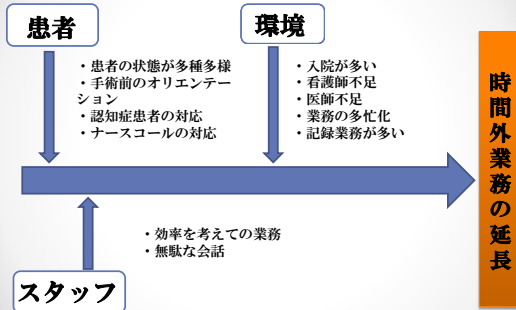 患者
・患者の状態が多種多様
・手術前のオリエンテー
ション
・認知症患者の対応
・ナースコールの対応
環境
・入院が多い
・看護師不足
・医師不足
・業務の多忙化
・記録業務が多い
スタッフ
・効率を考えての業務
・無駄な会話
時間外業務の延長